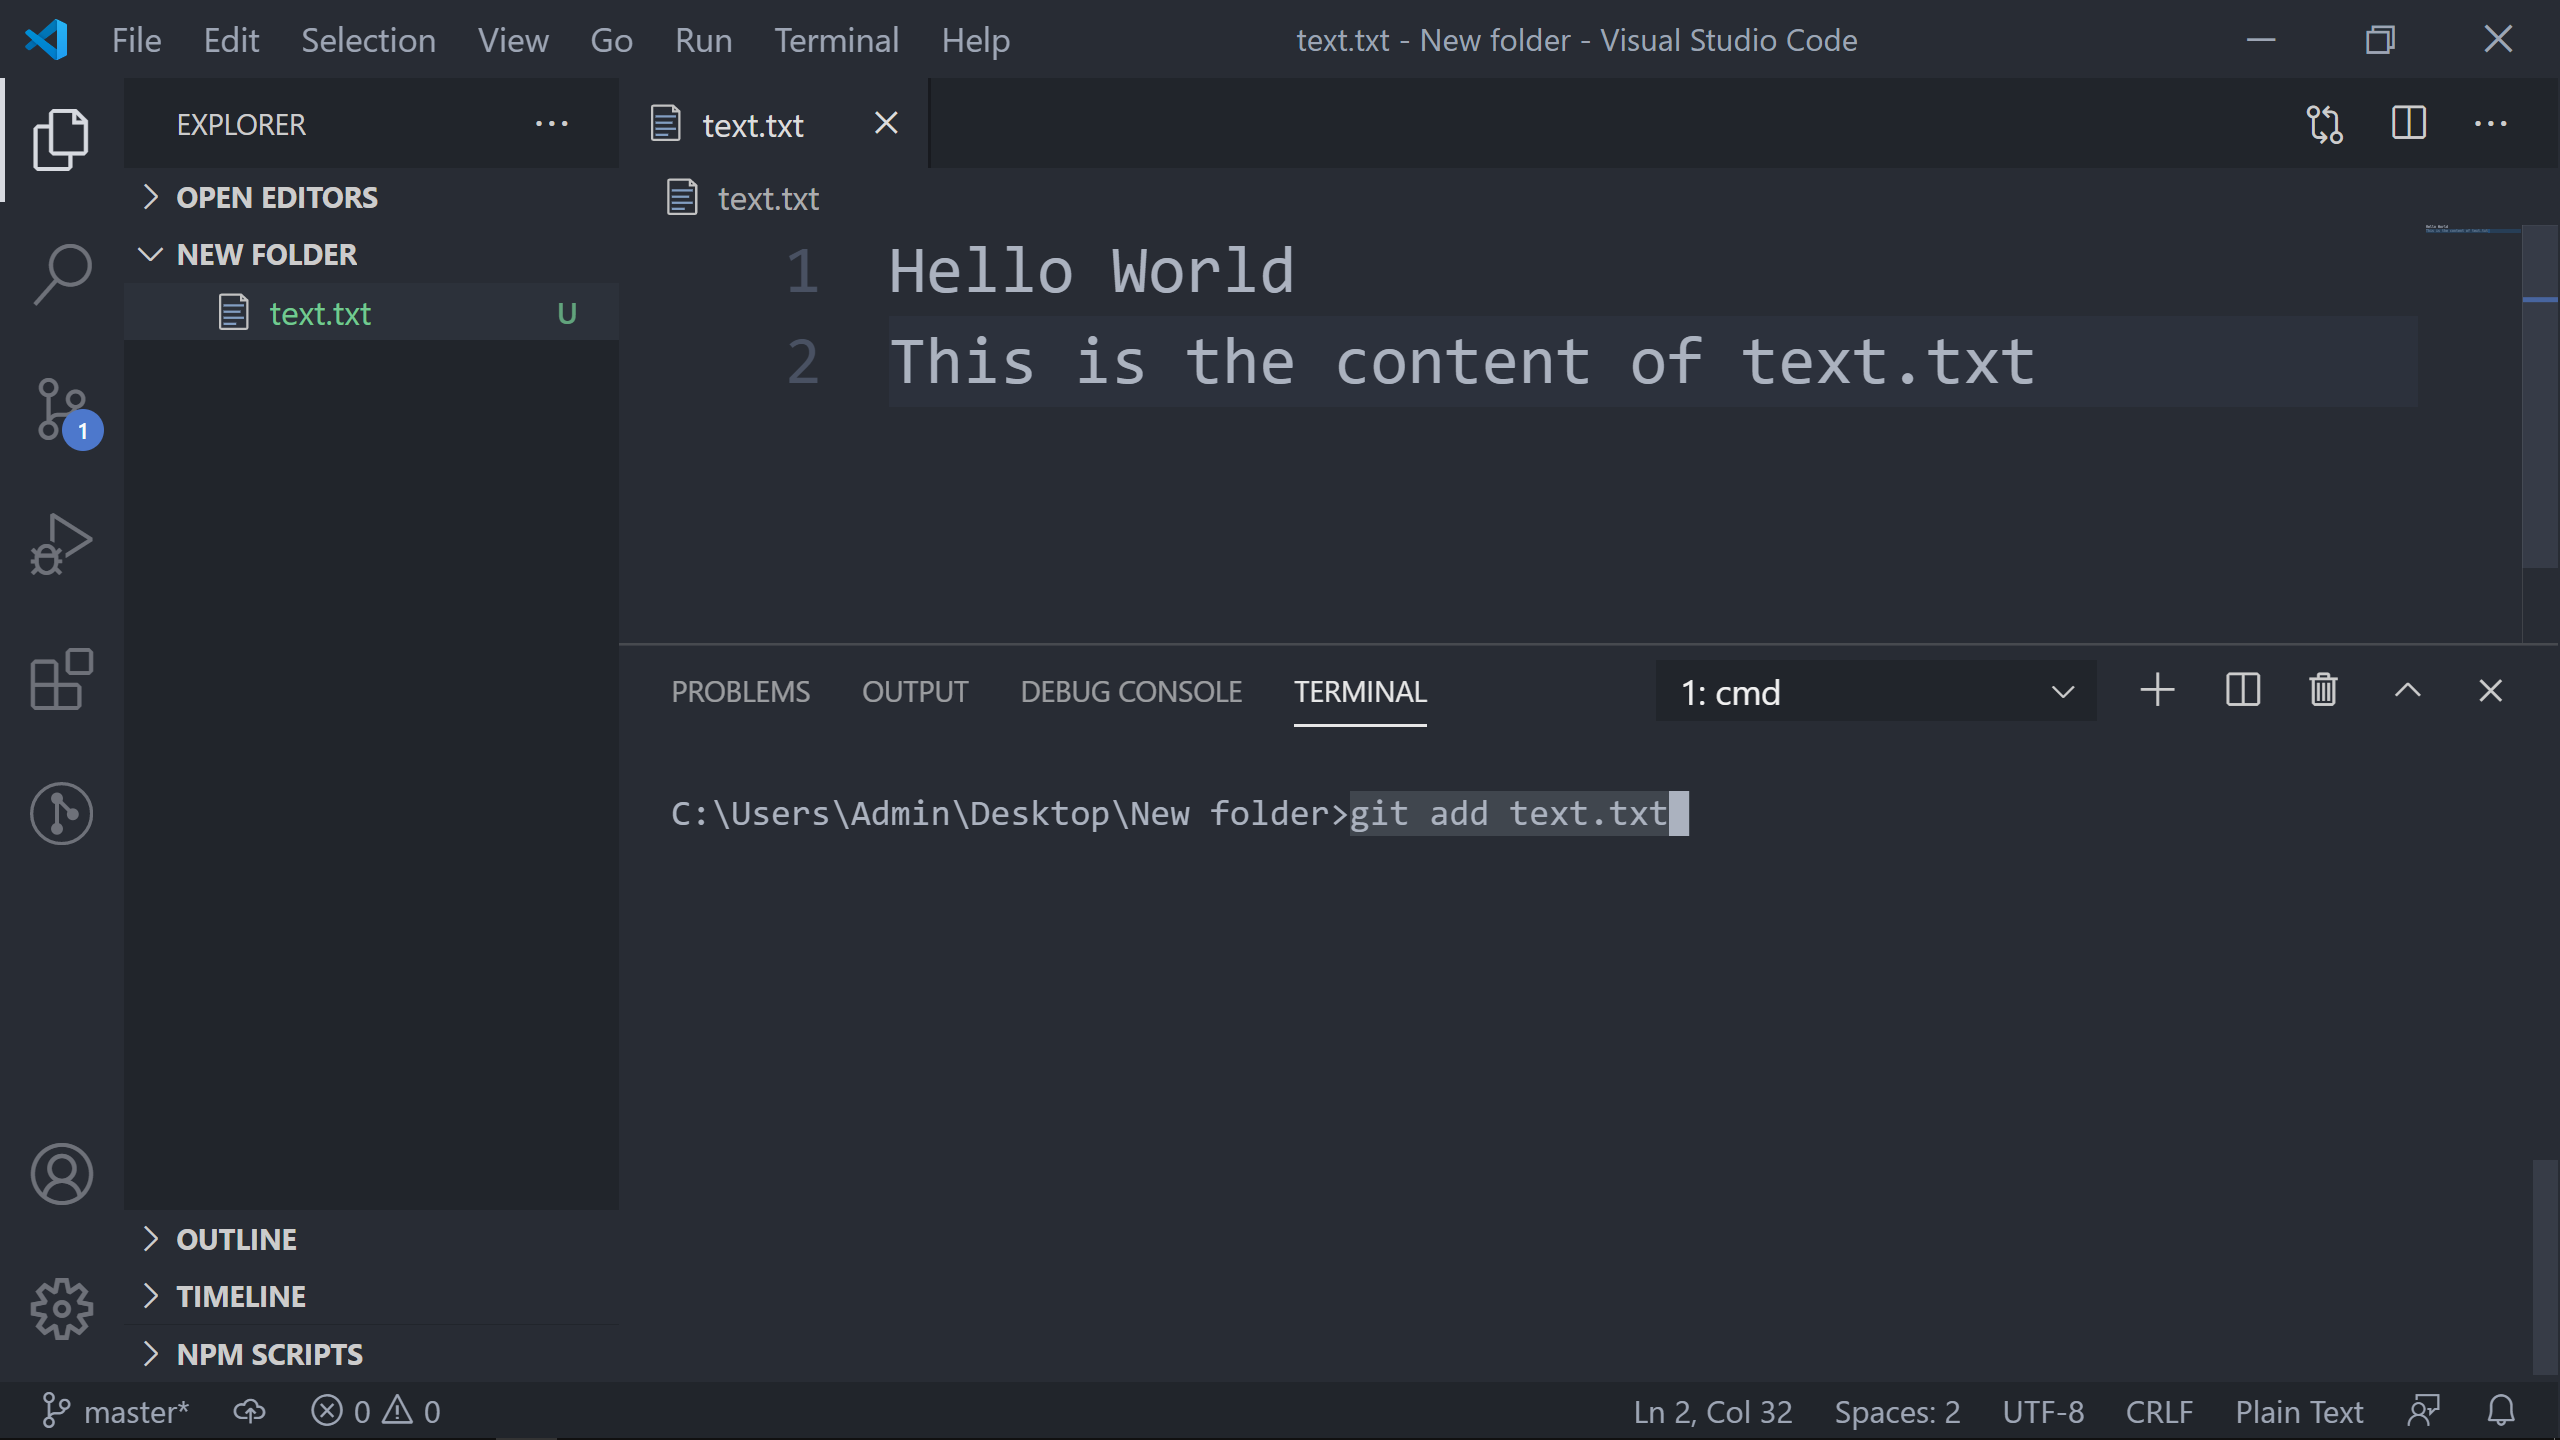 File Edit Selection View Go Run Terminal Help
text.txt - New folder - Visual Studio Code
EXPLORER
OPEN EDITORS
NEW FOLDER
text.txt U
1
text.txt
text.txt
1 Hello World
2 This is the content of text.txt
PROBLEMS OUTPUT DEBUG CONSOLE TERMINAL
1: cmd
C:\Users\Admin\Desktop\New folder>git add text.txt
OUTLINE
TIMELINE
NPM SCRIPTS
master* 0 0
Ln 2, Col 32 Spaces: 2 UTF-8 CRLF Plain Text